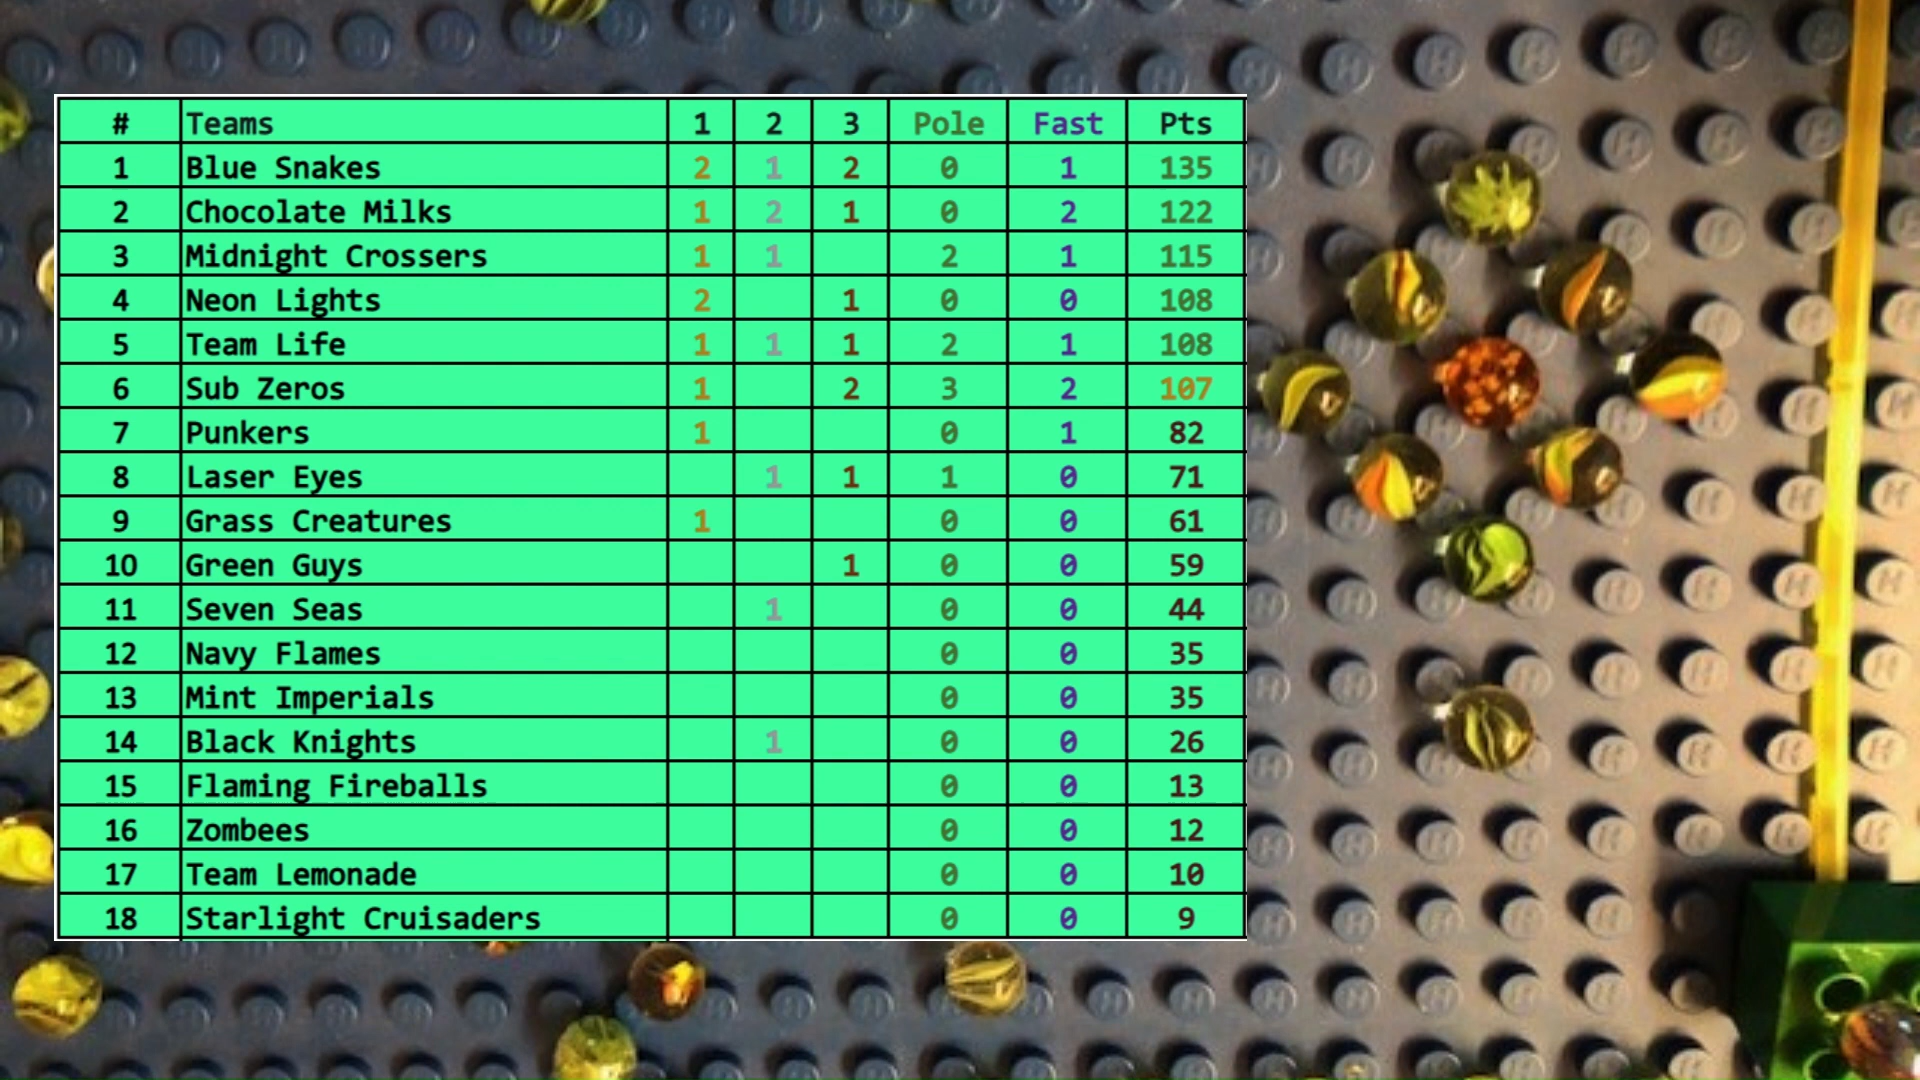 # Teams 1 2 3 Pole Fast Pts
1 Blue Snakes 2 1 2 0 1 135
2 Chocolate Milks 1 2 1 0 2 122
3 Midnight Crossers 1 1 2 1 115
4 Neon Lights 2 1 0 0 108
5 Team Life 1 1 1 2 1 108
6 Sub Zeros 1 2 3 2 107
7 Punkers 1 0 1 82
8 Laser Eyes 1 1 1 0 71
9 Grass Creatures 1 0 0 61
10 Green Guys 1 0 0 59
11 Seven Seas 1 0 0 44
12 Navy Flames 0 0 35
13 Mint Imperials 0 0 35
14 Black Knights 1 0 0 26
15 Flaming Fireballs 0 0 13
16 Zombees 0 0 12
17 Team Lemonade 0 0 10
18 Starlight Cruisaders 0 0 9